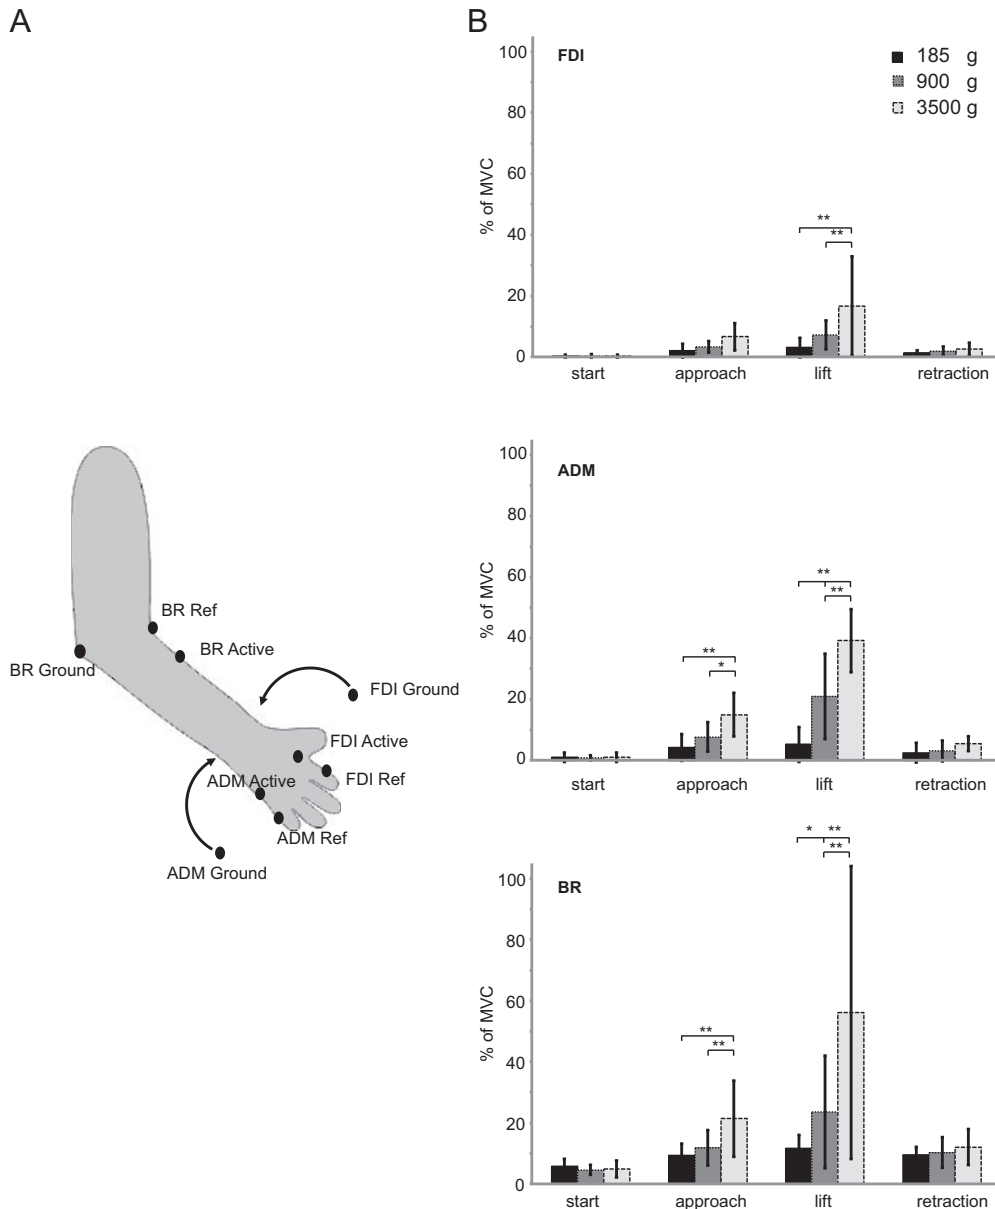 A
B
BR Ref
BR Active
BR Ground
FDI Ground
FDI Active
FDI Ref
ADM Active
ADM Ref
ADM Ground
FDI
185 g
900 g
3500 g
% of MVC
100
80
60
40
20
0
**
**
start approach lift retraction
ADM
% of MVC
100
80
60
40
20
0
**
**
**
*
start approach lift retraction
BR
% of MVC
100
80
60
40
20
0
* **
**
**
**
start approach lift retraction